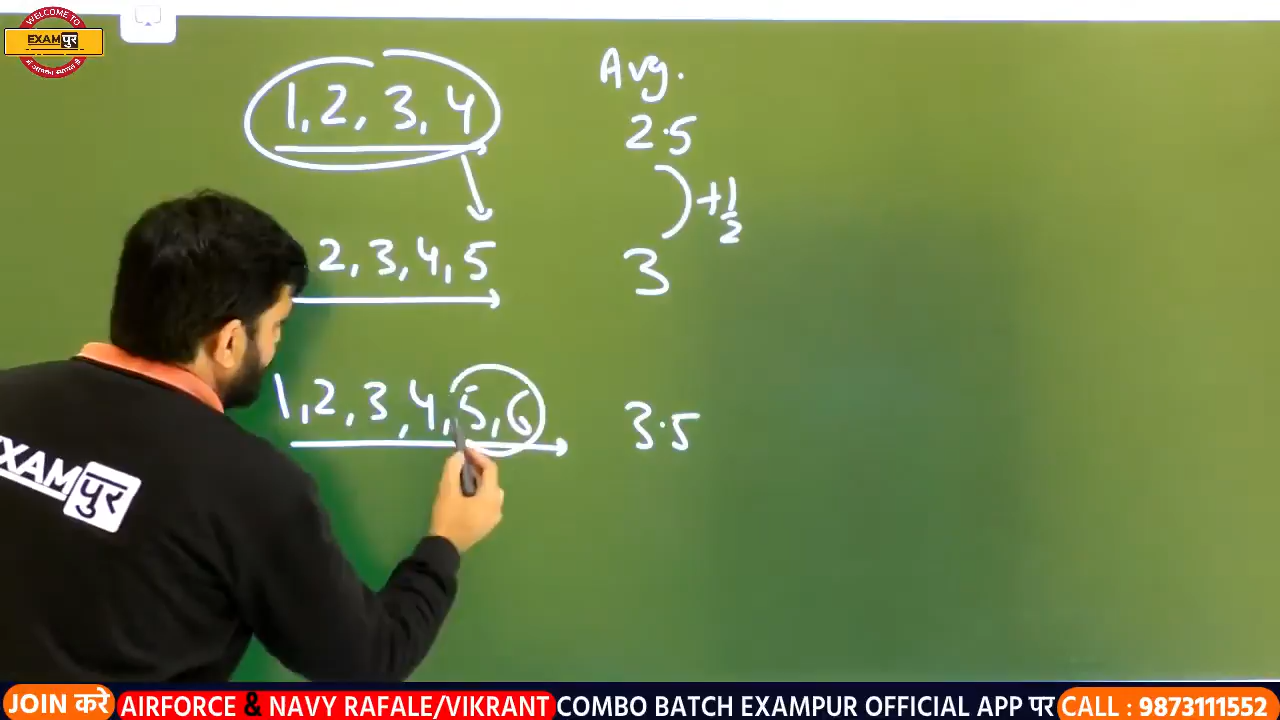 WELCOME TO
EXAMपुर
Avg.
1, 2, 3, 4
2.5
+1/2
2, 3, 4, 5
3
1, 2, 3, 4, 5, 6
3.5
EXAMपुर
JOIN करे
AIRFORCE & NAVY RAFALE/VIKRANT COMBO BATCH EXAMPUR OFFICIAL APP पर
CALL : 9873111552